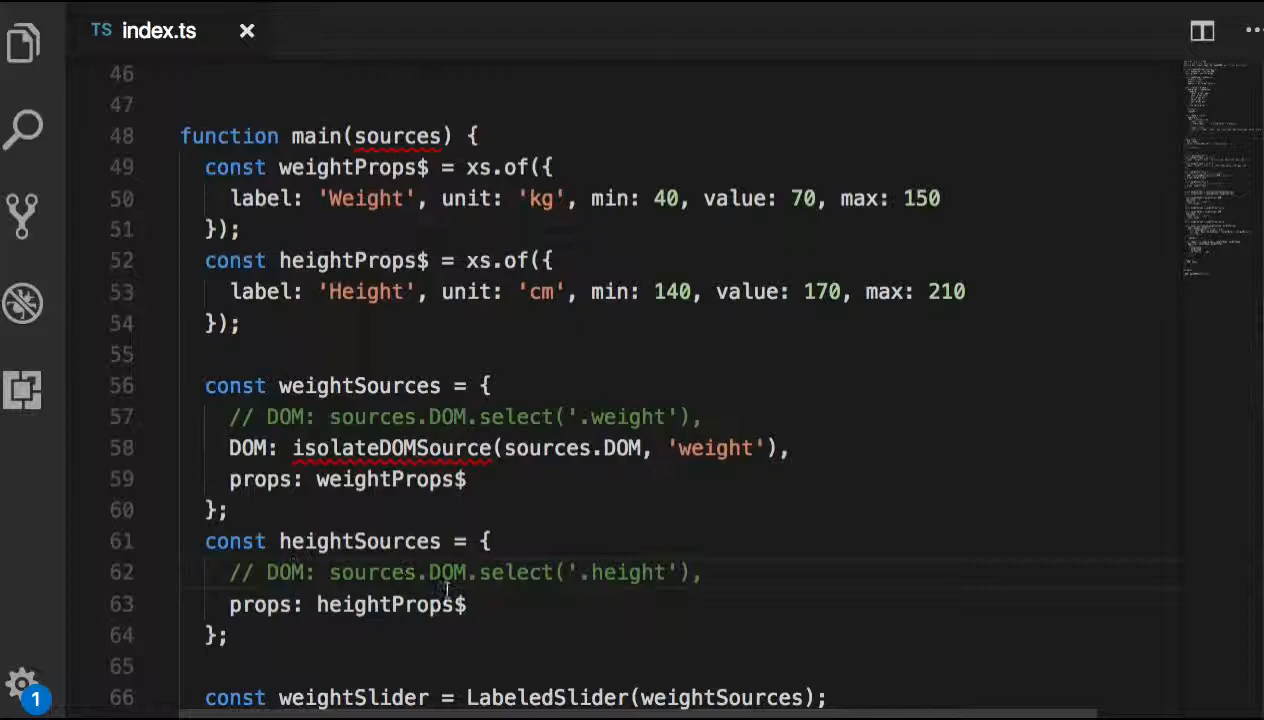 TS index.ts ×
46
47
48 function main(sources) {
49 const weightProps$ = xs.of({
50 label: 'Weight', unit: 'kg', min: 40, value: 70, max: 150
51 });
52 const heightProps$ = xs.of({
53 label: 'Height', unit: 'cm', min: 140, value: 170, max: 210
54 });
55
56 const weightSources = {
57 // DOM: sources.DOM.select('.weight'),
58 DOM: isolateDOMSource(sources.DOM, 'weight'),
59 props: weightProps$
60 };
61 const heightSources = {
62 // DOM: sources.DOM.select('.height'),
63 props: heightProps$
64 };
65
66 const weightSlider = LabeledSlider(weightSources);
1